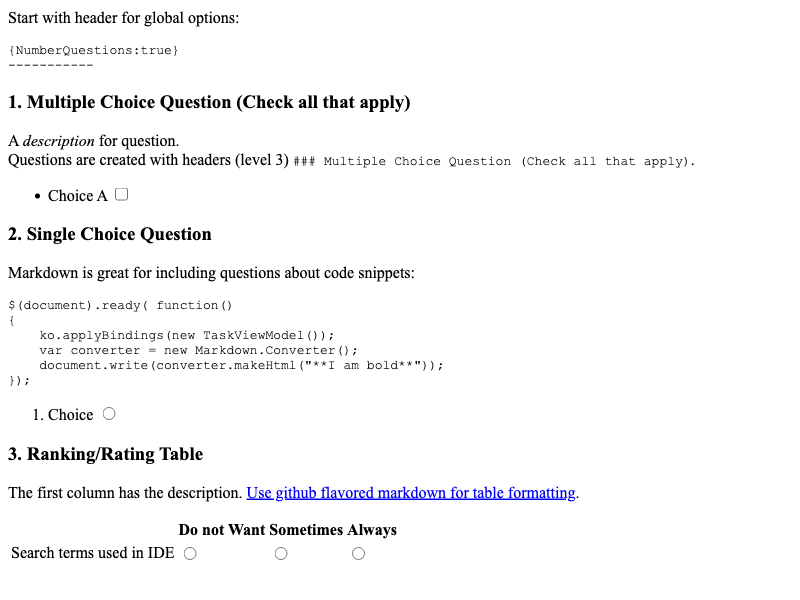 Start with header for global options:
{NumberQuestions:true}
-----------
1. Multiple Choice Question (Check all that apply)
A description for question.
Questions are created with headers (level 3) ### Multiple Choice Question (Check all that apply).
• Choice A
2. Single Choice Question
Markdown is great for including questions about code snippets:
$(document).ready( function()
{
    ko.applyBindings(new TaskViewModel());
    var converter = new Markdown.Converter();
    document.write(converter.makeHtml("**I am bold**"));
});
1. Choice
3. Ranking/Rating Table
The first column has the description. Use github flavored markdown for table formatting.
Do not Want Sometimes Always
Search terms used in IDE